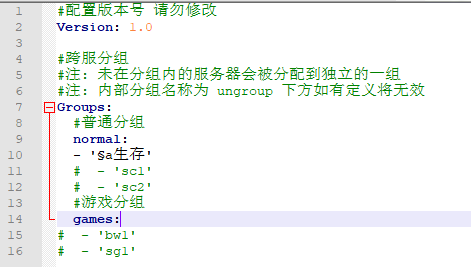 1 #配置版本号 请勿修改
2 Version: 1.0
3
4 #跨服分组
5 #注: 未在分组内的服务器会被分配到独立的一组
6 #注: 内部分组名称为 ungroup 下方如有定义将无效
7 Groups:
8 #普通分组
9 normal:
10 - '§a生存'
11 # - 'sc1'
12 # - 'sc2'
13 #游戏分组
14 games:
15 # - 'bw1'
16 # - 'sg1'